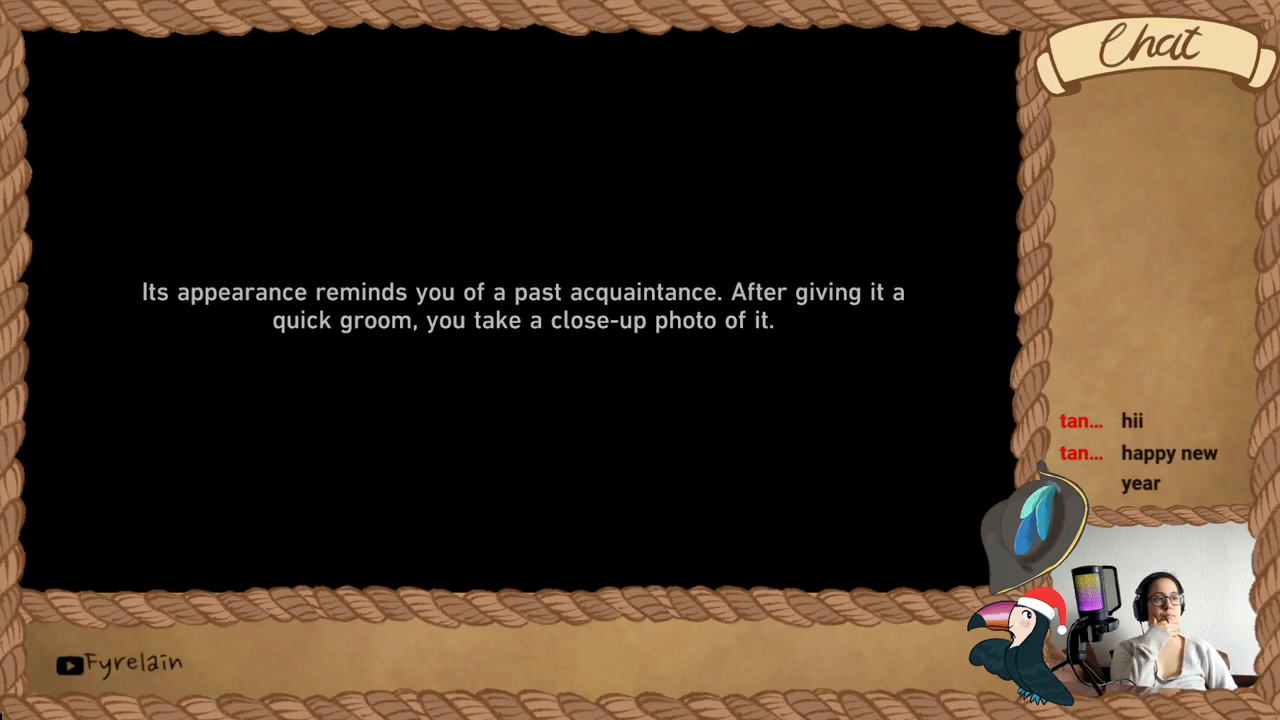 Chat
Its appearance reminds you of a past acquaintance. After giving it a
quick groom, you take a close-up photo of it.
tan... hii
tan... happy new
year
Fyrelain